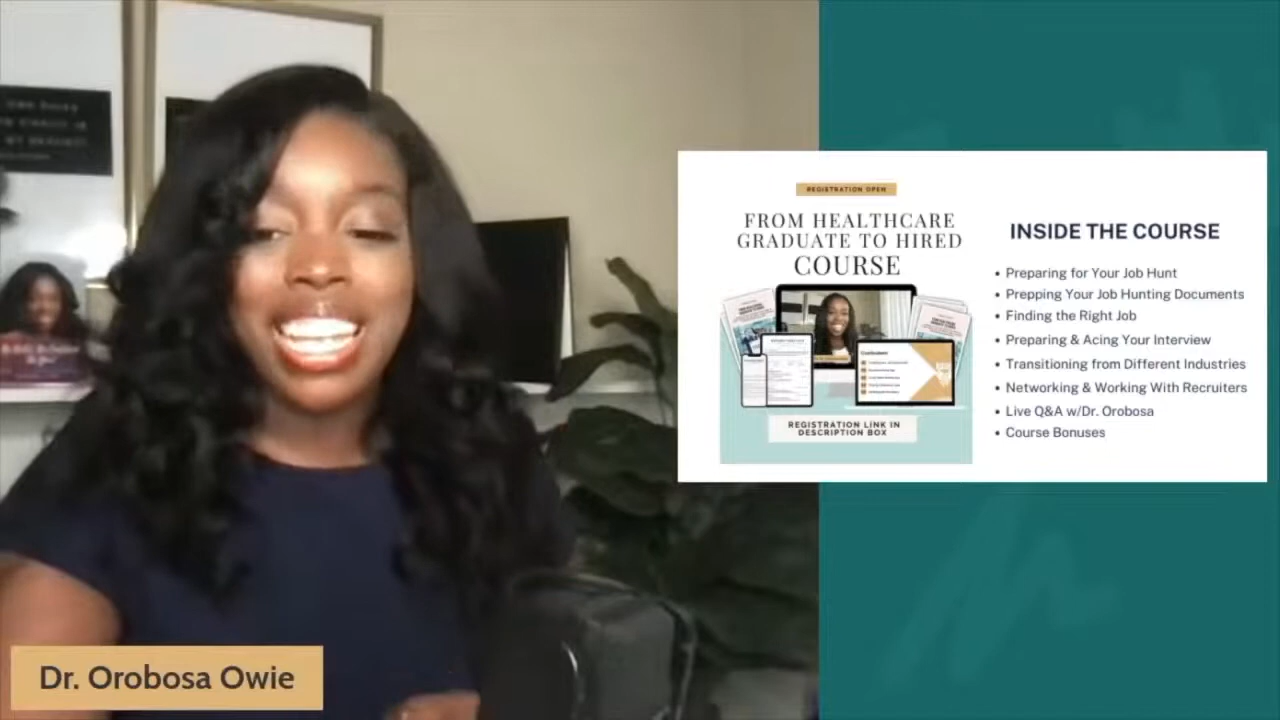 REGISTRATION OPEN
FROM HEALTHCARE
GRADUATE TO HIRED
COURSE
Curriculum
REGISTRATION LINK IN
DESCRIPTION BOX
INSIDE THE COURSE
• Preparing for Your Job Hunt
• Prepping Your Job Hunting Documents
• Finding the Right Job
• Preparing & Acing Your Interview
• Transitioning from Different Industries
• Networking & Working With Recruiters
• Live Q&A w/Dr. Orobosa
• Course Bonuses
Dr. Orobosa Owie